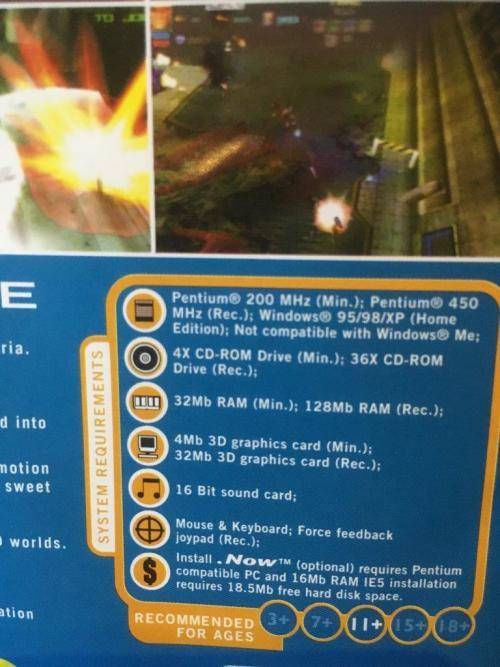 E
ria.
d into
motion
sweet
worlds.
ation
SYSTEM REQUIREMENTS
Pentium® 200 MHz (Min.); Pentium® 450
MHz (Rec.); Windows® 95/98/XP (Home
Edition); Not compatible with Windows® Me;
4X CD-ROM Drive (Min.); 36X CD-ROM
Drive (Rec.);
32Mb RAM (Min.); 128Mb RAM (Rec.);
4Mb 3D graphics card (Min.);
32Mb 3D graphics card (Rec.);
16 Bit sound card;
Mouse & Keyboard; Force feedback
joypad (Rec.);
$
Install .Now™ (optional) requires Pentium
compatible PC and 16Mb RAM IE5 installation
requires 18.5Mb free hard disk space.
RECOMMENDED
FOR AGES
3+ 7+ 11+ 15+ 18+